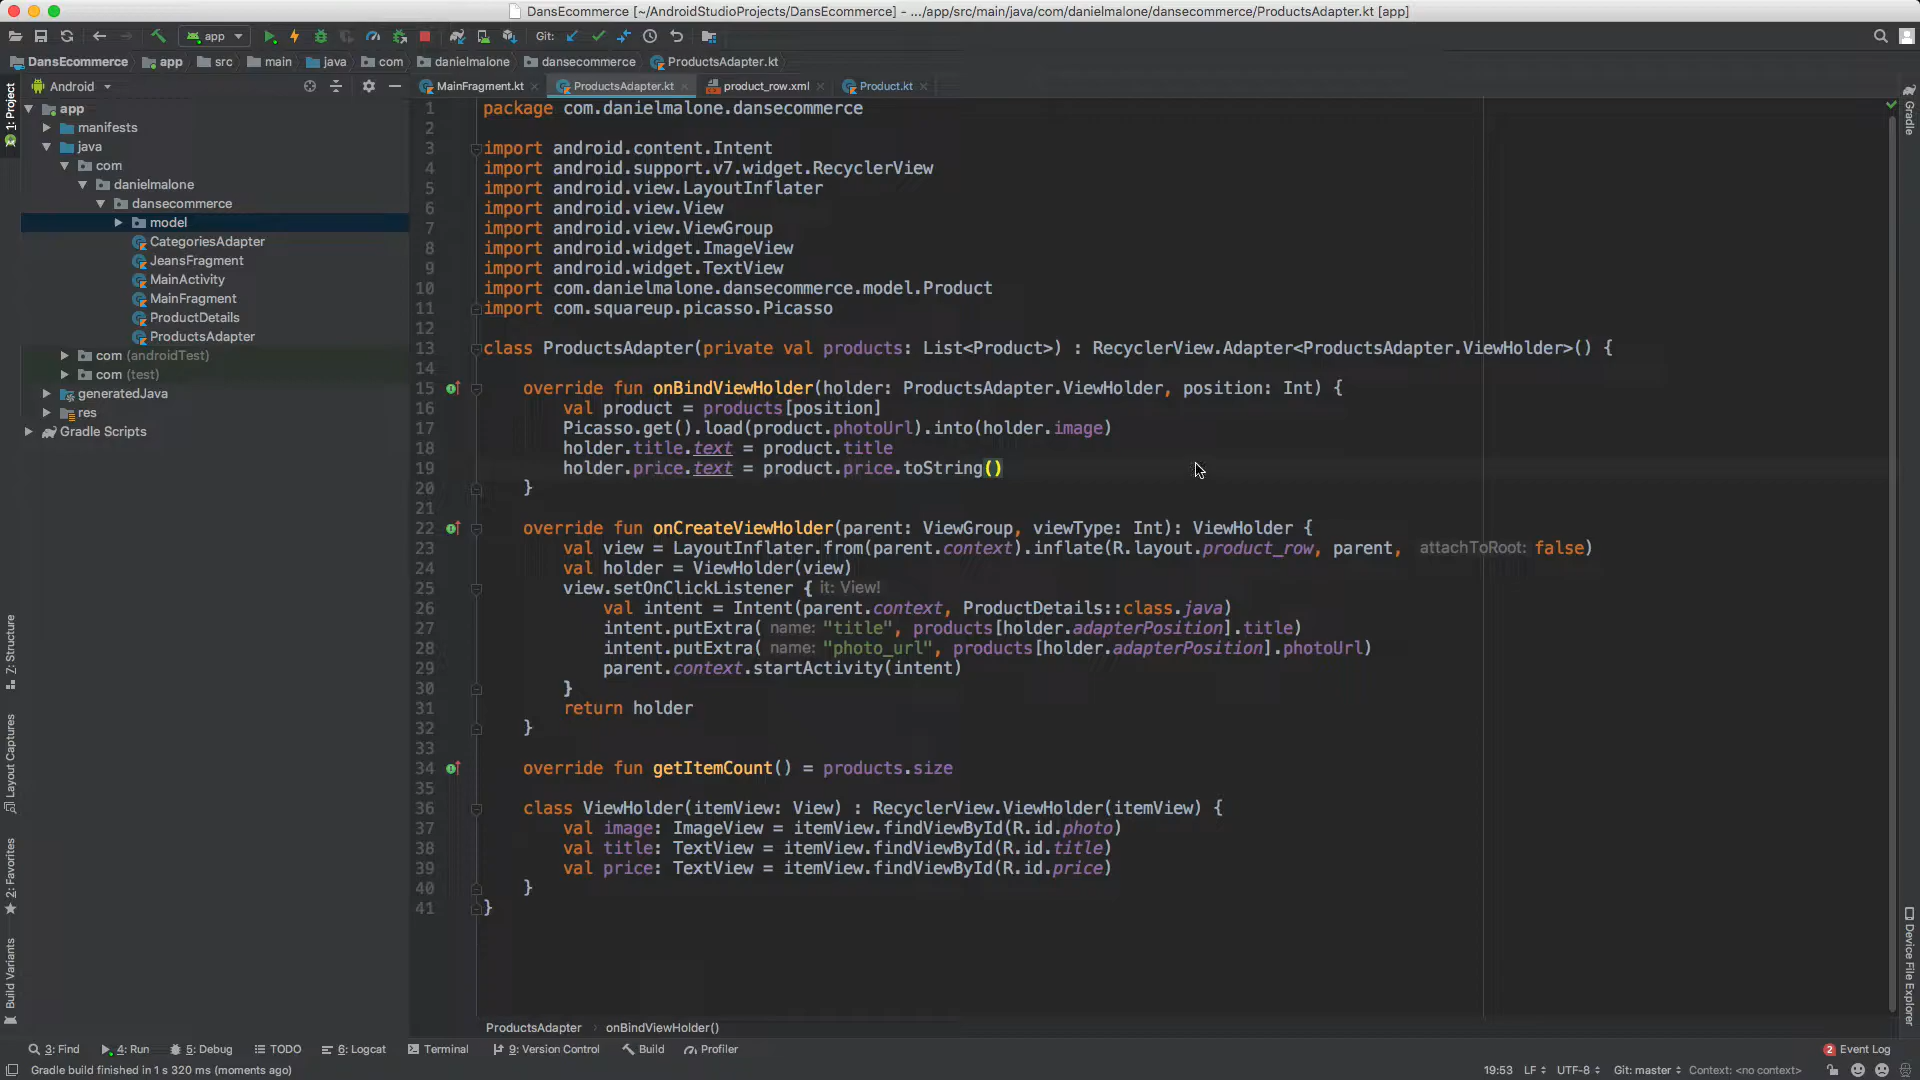 DansEcommerce [~/AndroidStudioProjects/DansEcommerce] – .../app/src/main/java/com/danielmalone/dansecommerce/ProductsAdapter.kt [app]
app Git:
DansEcommerce app src main java com danielmalone dansecommerce ProductsAdapter.kt
Android MainFragment.kt ProductsAdapter.kt product_row.xml Product.kt
1: Project
Z: Structure
Layout Captures
2: Favorites
Build Variants
app
manifests
java
com
danielmalone
dansecommerce
model
CategoriesAdapter
JeansFragment
MainActivity
MainFragment
ProductDetails
ProductsAdapter
com (androidTest)
com (test)
generatedJava
res
Gradle Scripts
1 package com.danielmalone.dansecommerce
2
3 import android.content.Intent
4 import android.support.v7.widget.RecyclerView
5 import android.view.LayoutInflater
6 import android.view.View
7 import android.view.ViewGroup
8 import android.widget.ImageView
9 import android.widget.TextView
10 import com.danielmalone.dansecommerce.model.Product
11 import com.squareup.picasso.Picasso
12
13 class ProductsAdapter(private val products: List<Product>) : RecyclerView.Adapter<ProductsAdapter.ViewHolder>() {
14
15 override fun onBindViewHolder(holder: ProductsAdapter.ViewHolder, position: Int) {
16 val product = products[position]
17 Picasso.get().load(product.photoUrl).into(holder.image)
18 holder.title.text = product.title
19 holder.price.text = product.price.toString()
20 }
21
22 override fun onCreateViewHolder(parent: ViewGroup, viewType: Int): ViewHolder {
23 val view = LayoutInflater.from(parent.context).inflate(R.layout.product_row, parent, attachToRoot: false)
24 val holder = ViewHolder(view)
25 view.setOnClickListener { it: View!
26 val intent = Intent(parent.context, ProductDetails::class.java)
27 intent.putExtra( name: "title", products[holder.adapterPosition].title)
28 intent.putExtra( name: "photo_url", products[holder.adapterPosition].photoUrl)
29 parent.context.startActivity(intent)
30 }
31 return holder
32 }
33
34 override fun getItemCount() = products.size
35
36 class ViewHolder(itemView: View) : RecyclerView.ViewHolder(itemView) {
37 val image: ImageView = itemView.findViewById(R.id.photo)
38 val title: TextView = itemView.findViewById(R.id.title)
39 val price: TextView = itemView.findViewById(R.id.price)
40 }
41 }
Gradle
Device File Explorer
ProductsAdapter › onBindViewHolder()
3: Find 4: Run 5: Debug TODO 6: Logcat Terminal 9: Version Control Build Profiler 2 Event Log
Gradle build finished in 1 s 320 ms (moments ago) 19:53 LF UTF-8 Git: master Context: <no context>